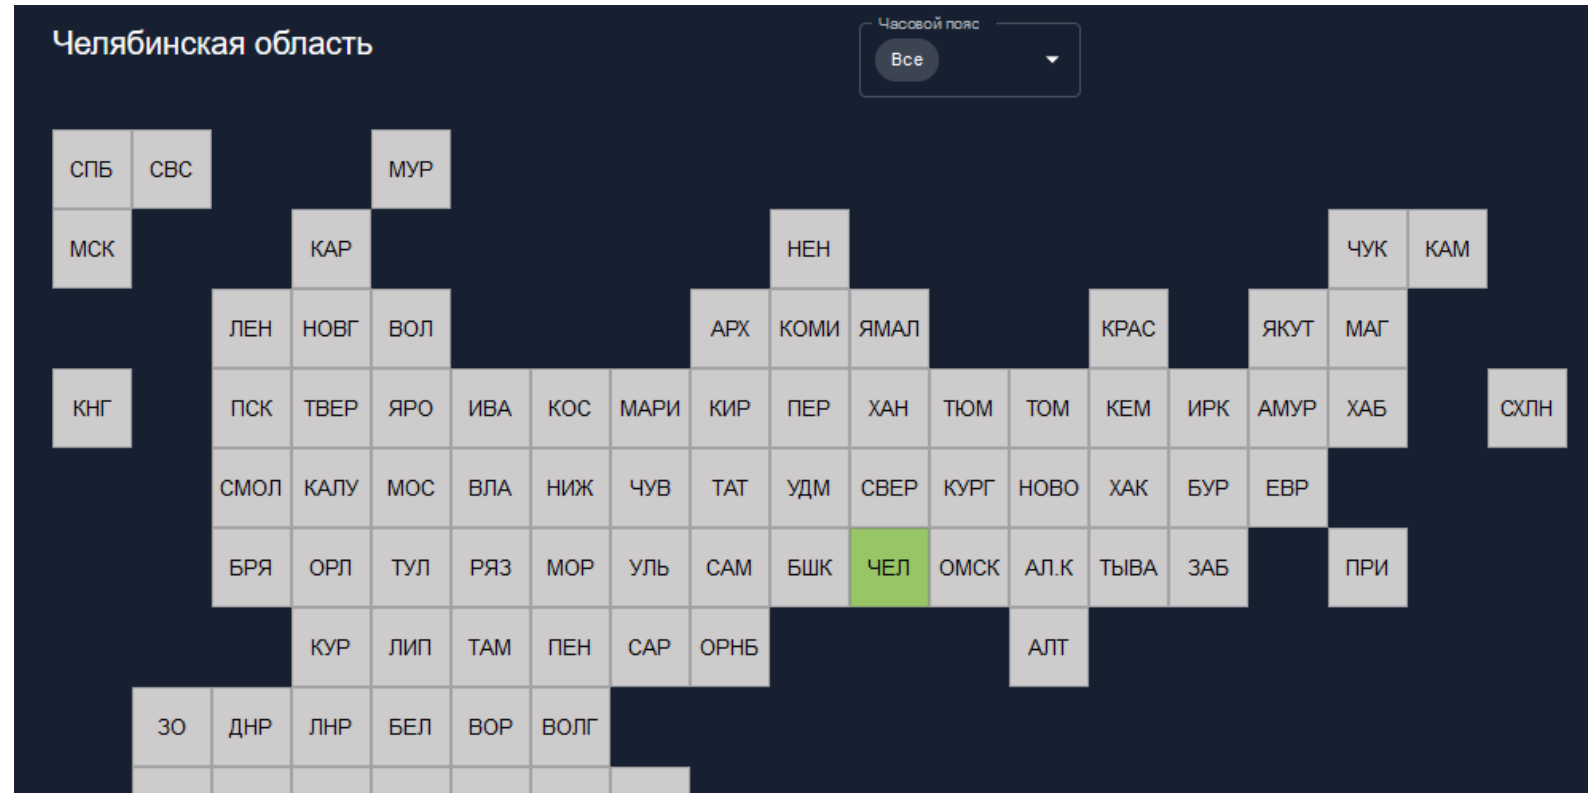 Челябинская область
Часовой пояс
Все
СПБ СВС МУР
МСК КАР НЕН ЧУК КАМ
ЛЕН НОВГ ВОЛ АРХ КОМИ ЯМАЛ КРАС ЯКУТ МАГ
КНГ ПСК ТВЕР ЯРО ИВА КОС МАРИ КИР ПЕР ХАН ТЮМ ТОМ КЕМ ИРК АМУР ХАБ СХЛН
СМОЛ КАЛУ МОС ВЛА НИЖ ЧУВ ТАТ УДМ СВЕР КУРГ НОВО ХАК БУР ЕВР
БРЯ ОРЛ ТУЛ РЯЗ МОР УЛЬ САМ БШК ЧЕЛ ОМСК АЛ.К ТЫВА ЗАБ ПРИ
КУР ЛИП ТАМ ПЕН САР ОРНБ АЛТ
ЗО ДНР ЛНР БЕЛ ВОР ВОЛГ